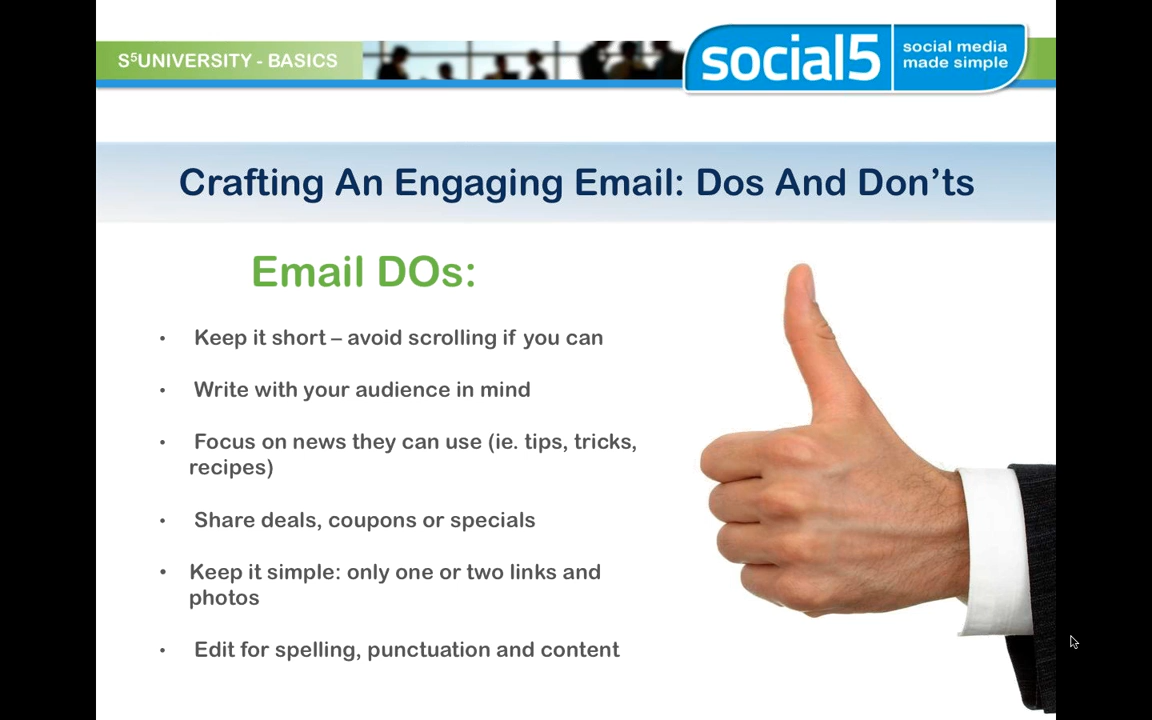 S⁵UNIVERSITY - BASICS
social5
social media
made simple
Crafting An Engaging Email: Dos And Don’ts
Email DOs:
• Keep it short – avoid scrolling if you can
• Write with your audience in mind
• Focus on news they can use (ie. tips, tricks,
recipes)
• Share deals, coupons or specials
• Keep it simple: only one or two links and
photos
• Edit for spelling, punctuation and content